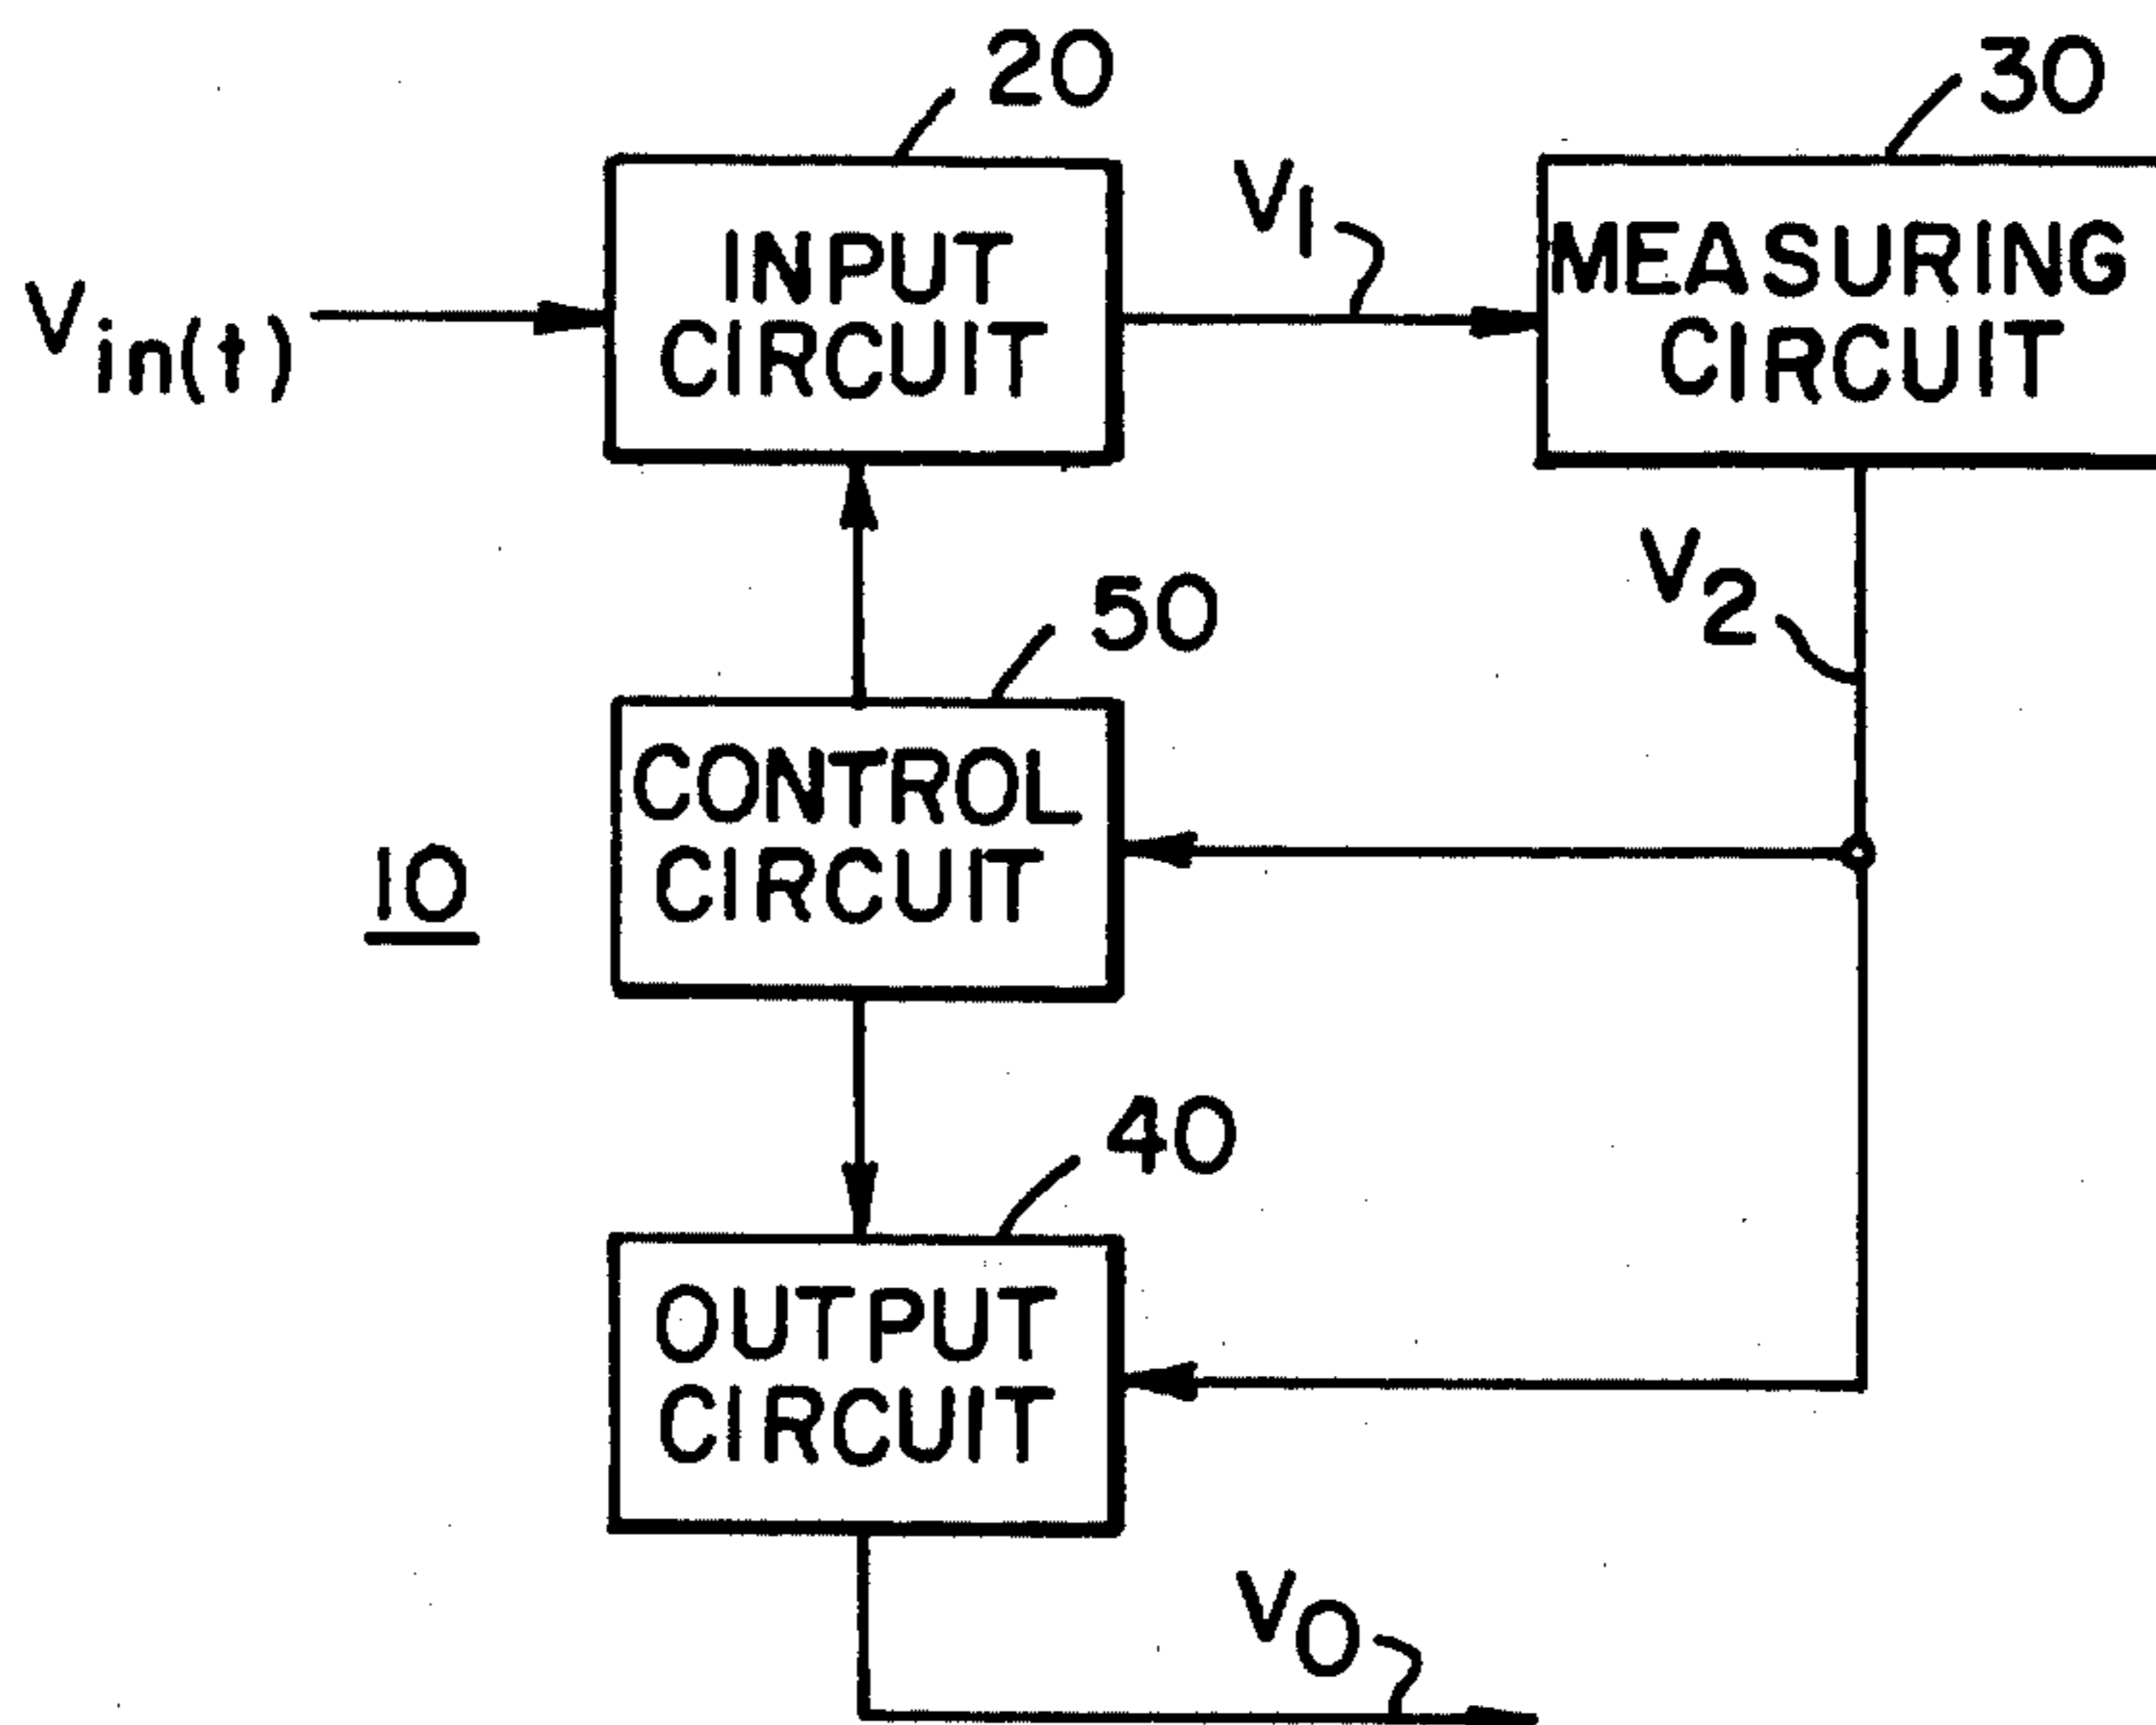 20
30
INPUT
CIRCUIT
V1
MEASURING
CIRCUIT
Vin(t)
V2
50
CONTROL
CIRCUIT
10
40
OUTPUT
CIRCUIT
VO